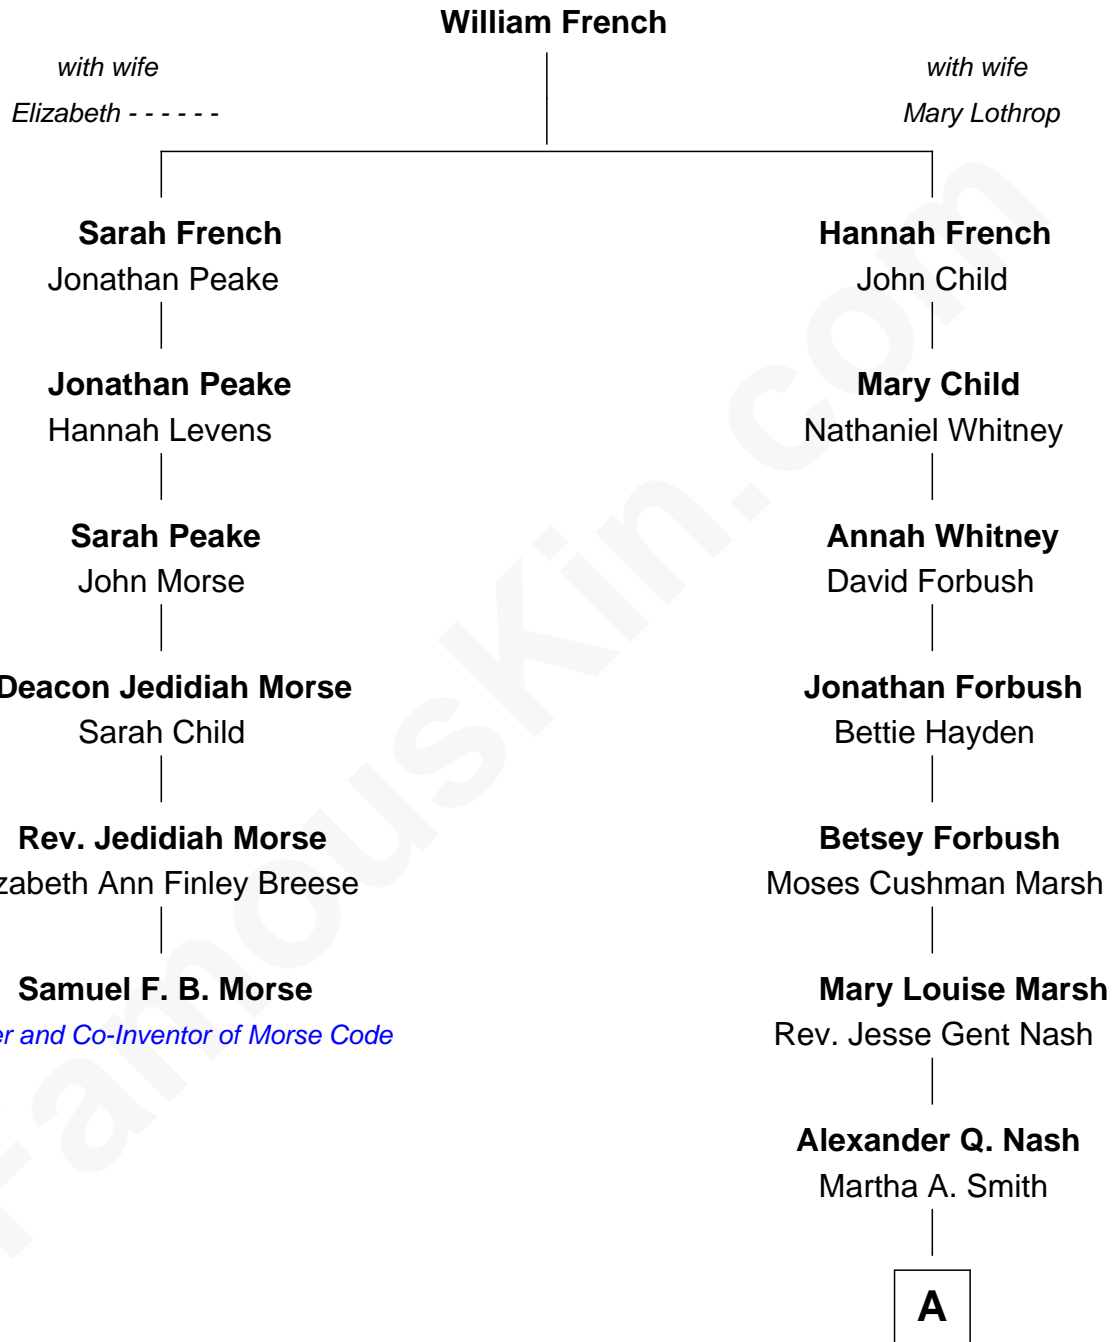 William French
with wife
Elizabeth - - - - - -
with wife
Mary Lothrop
Sarah French
Jonathan Peake
Hannah French
John Child
Jonathan Peake
Hannah Levens
Mary Child
Nathaniel Whitney
Sarah Peake
John Morse
Annah Whitney
David Forbush
Deacon Jedidiah Morse
Sarah Child
Jonathan Forbush
Bettie Hayden
Rev. Jedidiah Morse
zabeth Ann Finley Breese
Betsey Forbush
Moses Cushman Marsh
Samuel F. B. Morse
er and Co-Inventor of Morse Code
Mary Louise Marsh
Rev. Jesse Gent Nash
Alexander Q. Nash
Martha A. Smith
A
FamousKin.com